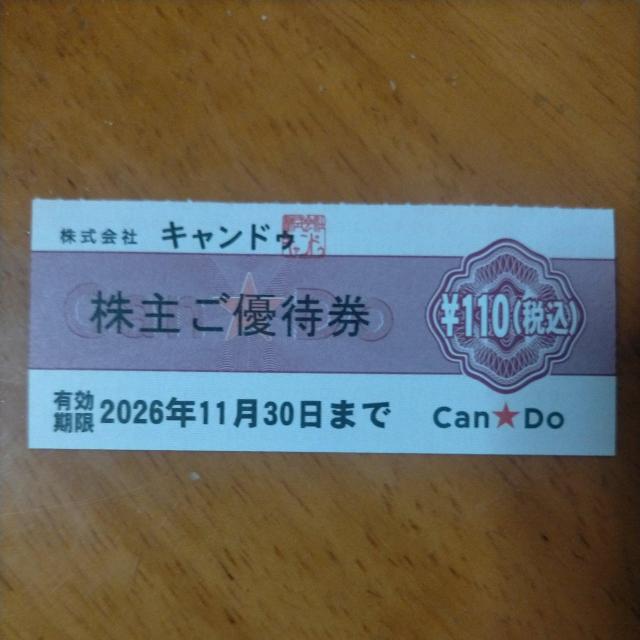 株式会社 キャンドゥ
株主ご優待券
¥110(税込)
有効期限 2026年11月30日まで
Can★Do